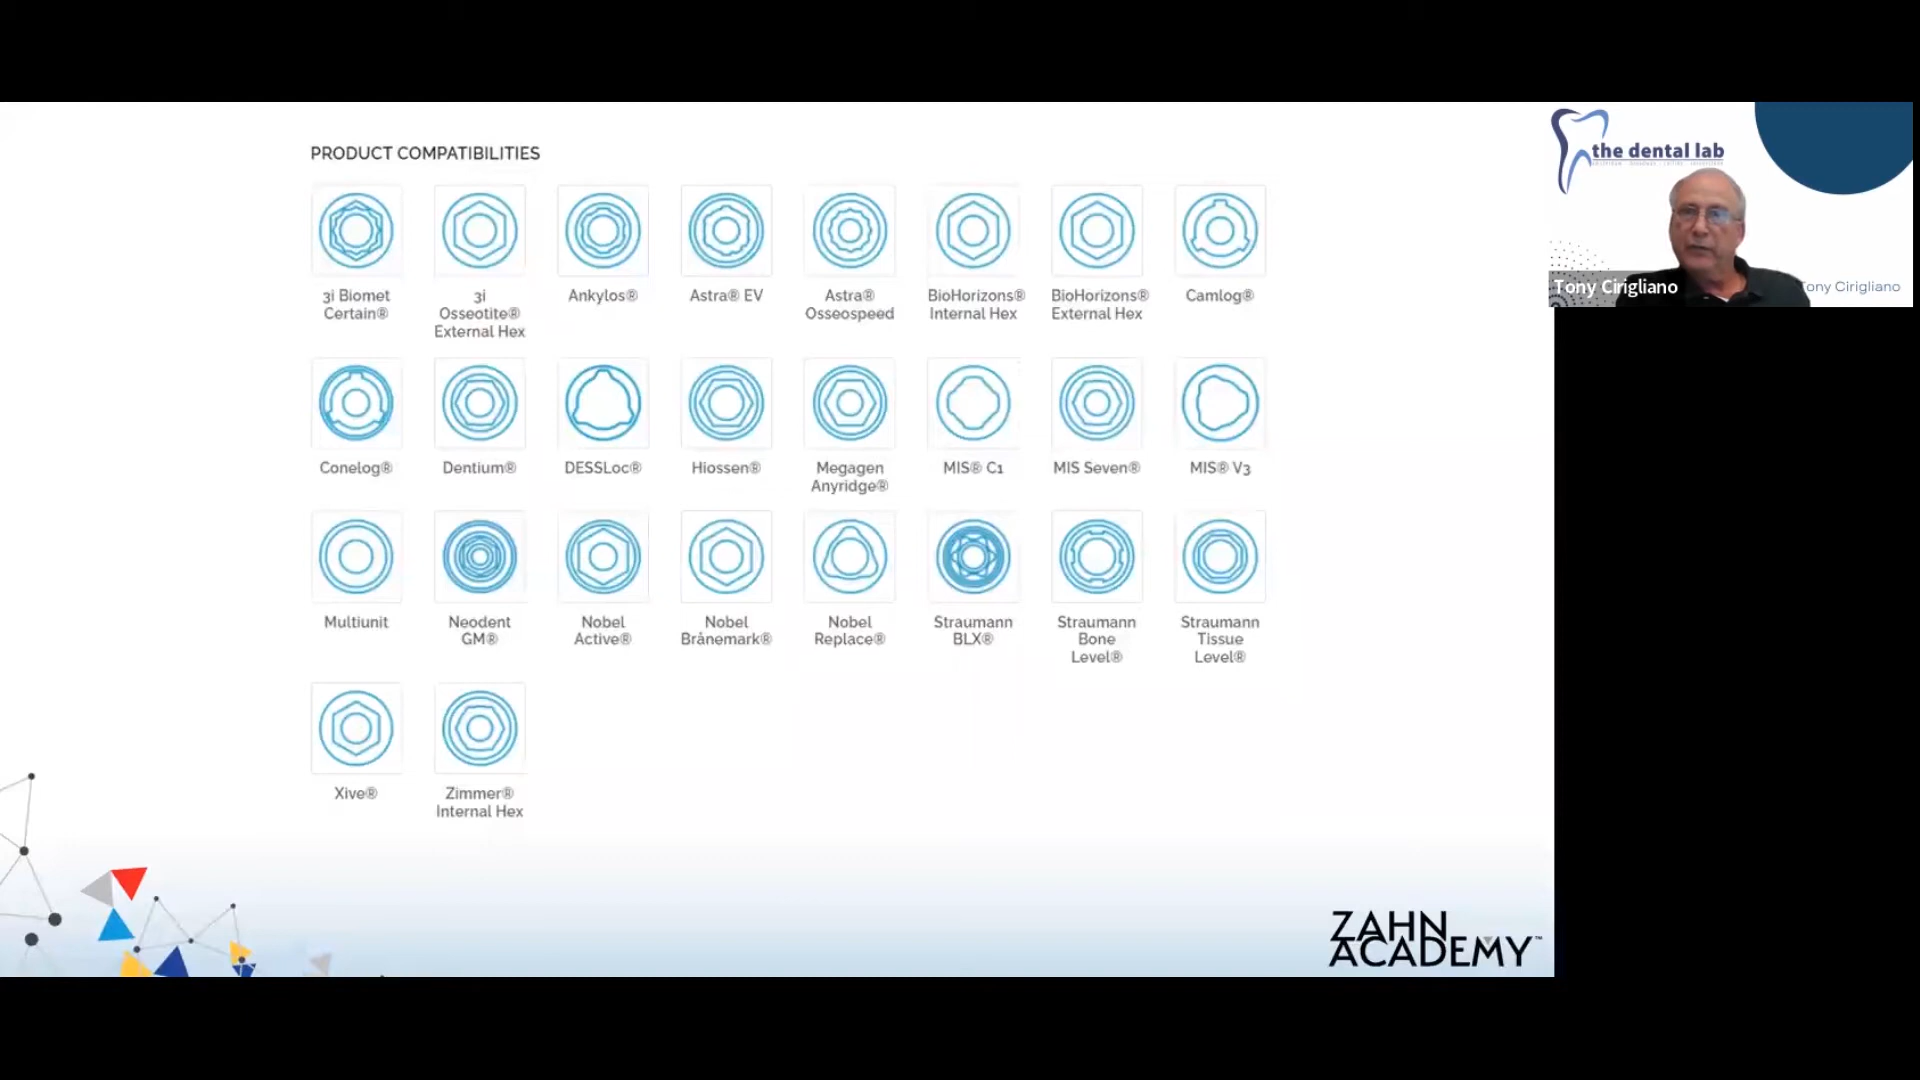 PRODUCT COMPATIBILITIES
3i Biomet
Certain®
3i
Osseotite®
External Hex
Ankylos®
Astra® EV
Astra®
Osseospeed
BioHorizons®
Internal Hex
BioHorizons®
External Hex
Camlog®
Conelog®
Dentium®
DESSLoc®
Hiossen®
Megagen
Anyridge®
MIS® C1
MIS Seven®
MIS® V3
Multiunit
Neodent
GM®
Nobel
Active®
Nobel
Brånemark®
Nobel
Replace®
Straumann
BLX®
Straumann
Bone
Level®
Straumann
Tissue
Level®
Xive®
Zimmer®
Internal Hex
ZAHN
ACADEMY™
the dental lab
Tony Cirigliano
ony Cirigliano